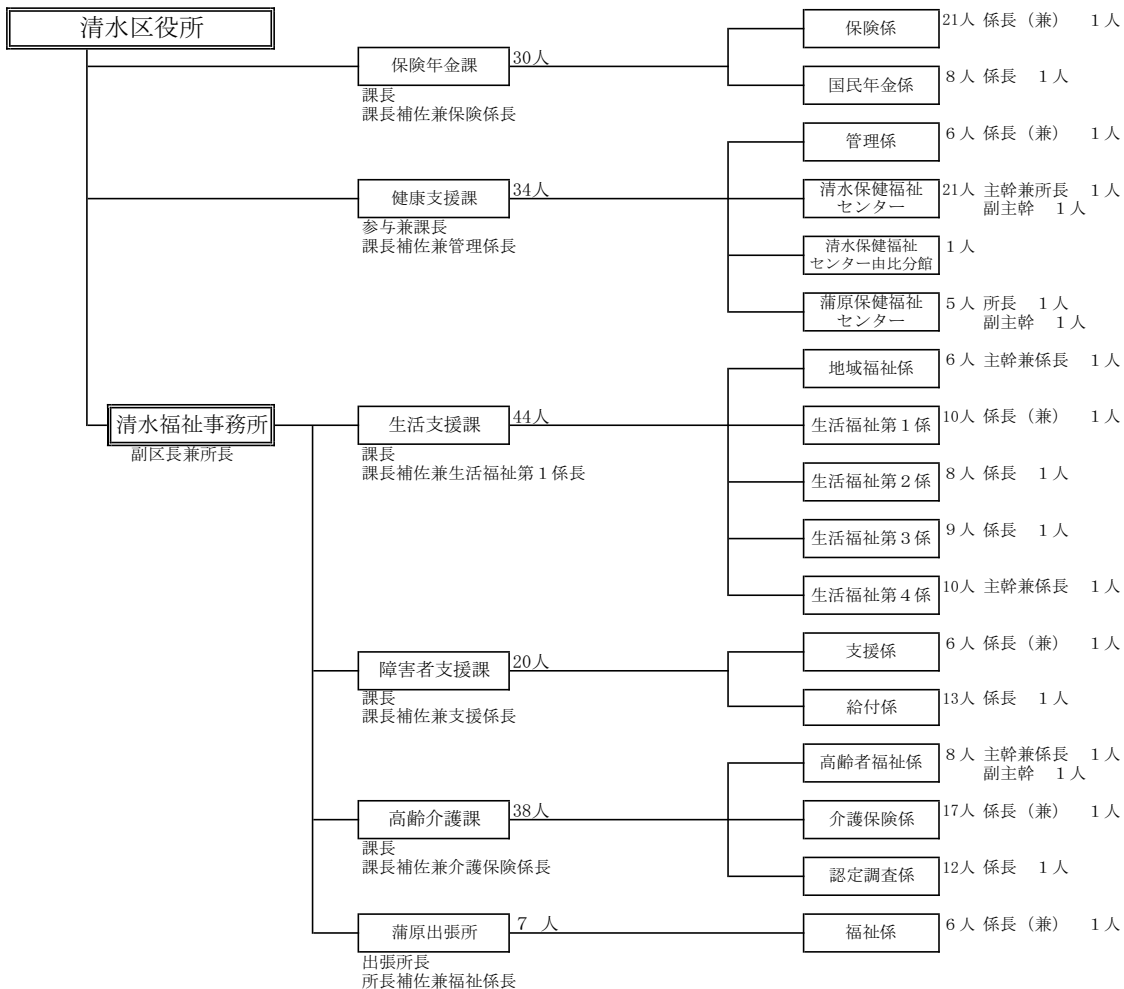 清水区役所
保険年金課 30人
課長
課長補佐兼保険係長
保険係 21人 係長（兼） 1人
国民年金係 8人 係長 1人
健康支援課 34人
参与兼課長
課長補佐兼管理係長
管理係 6人 係長（兼） 1人
清水保健福祉
センター
21人 主幹兼所長 1人
副主幹 1人
清水保健福祉
センター由比分館
1人
蒲原保健福祉
センター
5人 所長 1人
副主幹 1人
清水福祉事務所
副区長兼所長
生活支援課 44人
課長
課長補佐兼生活福祉第1係長
地域福祉係 6人 主幹兼係長 1人
生活福祉第1係 10人 係長（兼） 1人
生活福祉第2係 8人 係長 1人
生活福祉第3係 9人 係長 1人
生活福祉第4係 10人 主幹兼係長 1人
障害者支援課 20人
課長
課長補佐兼支援係長
支援係 6人 係長（兼） 1人
給付係 13人 係長 1人
高齢介護課 38人
課長
課長補佐兼介護保険係長
高齢者福祉係 8人 主幹兼係長 1人
副主幹 1人
介護保険係 17人 係長（兼） 1人
認定調査係 12人 係長 1人
蒲原出張所 7 人
出張所長
所長補佐兼福祉係長
福祉係 6人 係長（兼） 1人